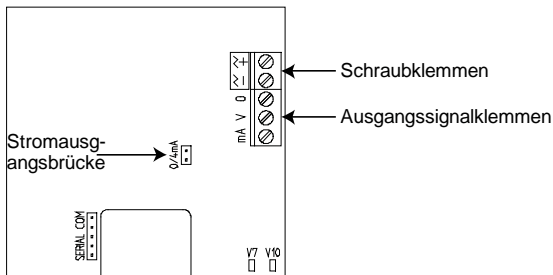 ~ +
~ −
0
V
mA
Schraubklemmen
Ausgangssignalklemmen
Stromausg-
angsbrücke
0/4mA
SERIAL COM
V7 V10